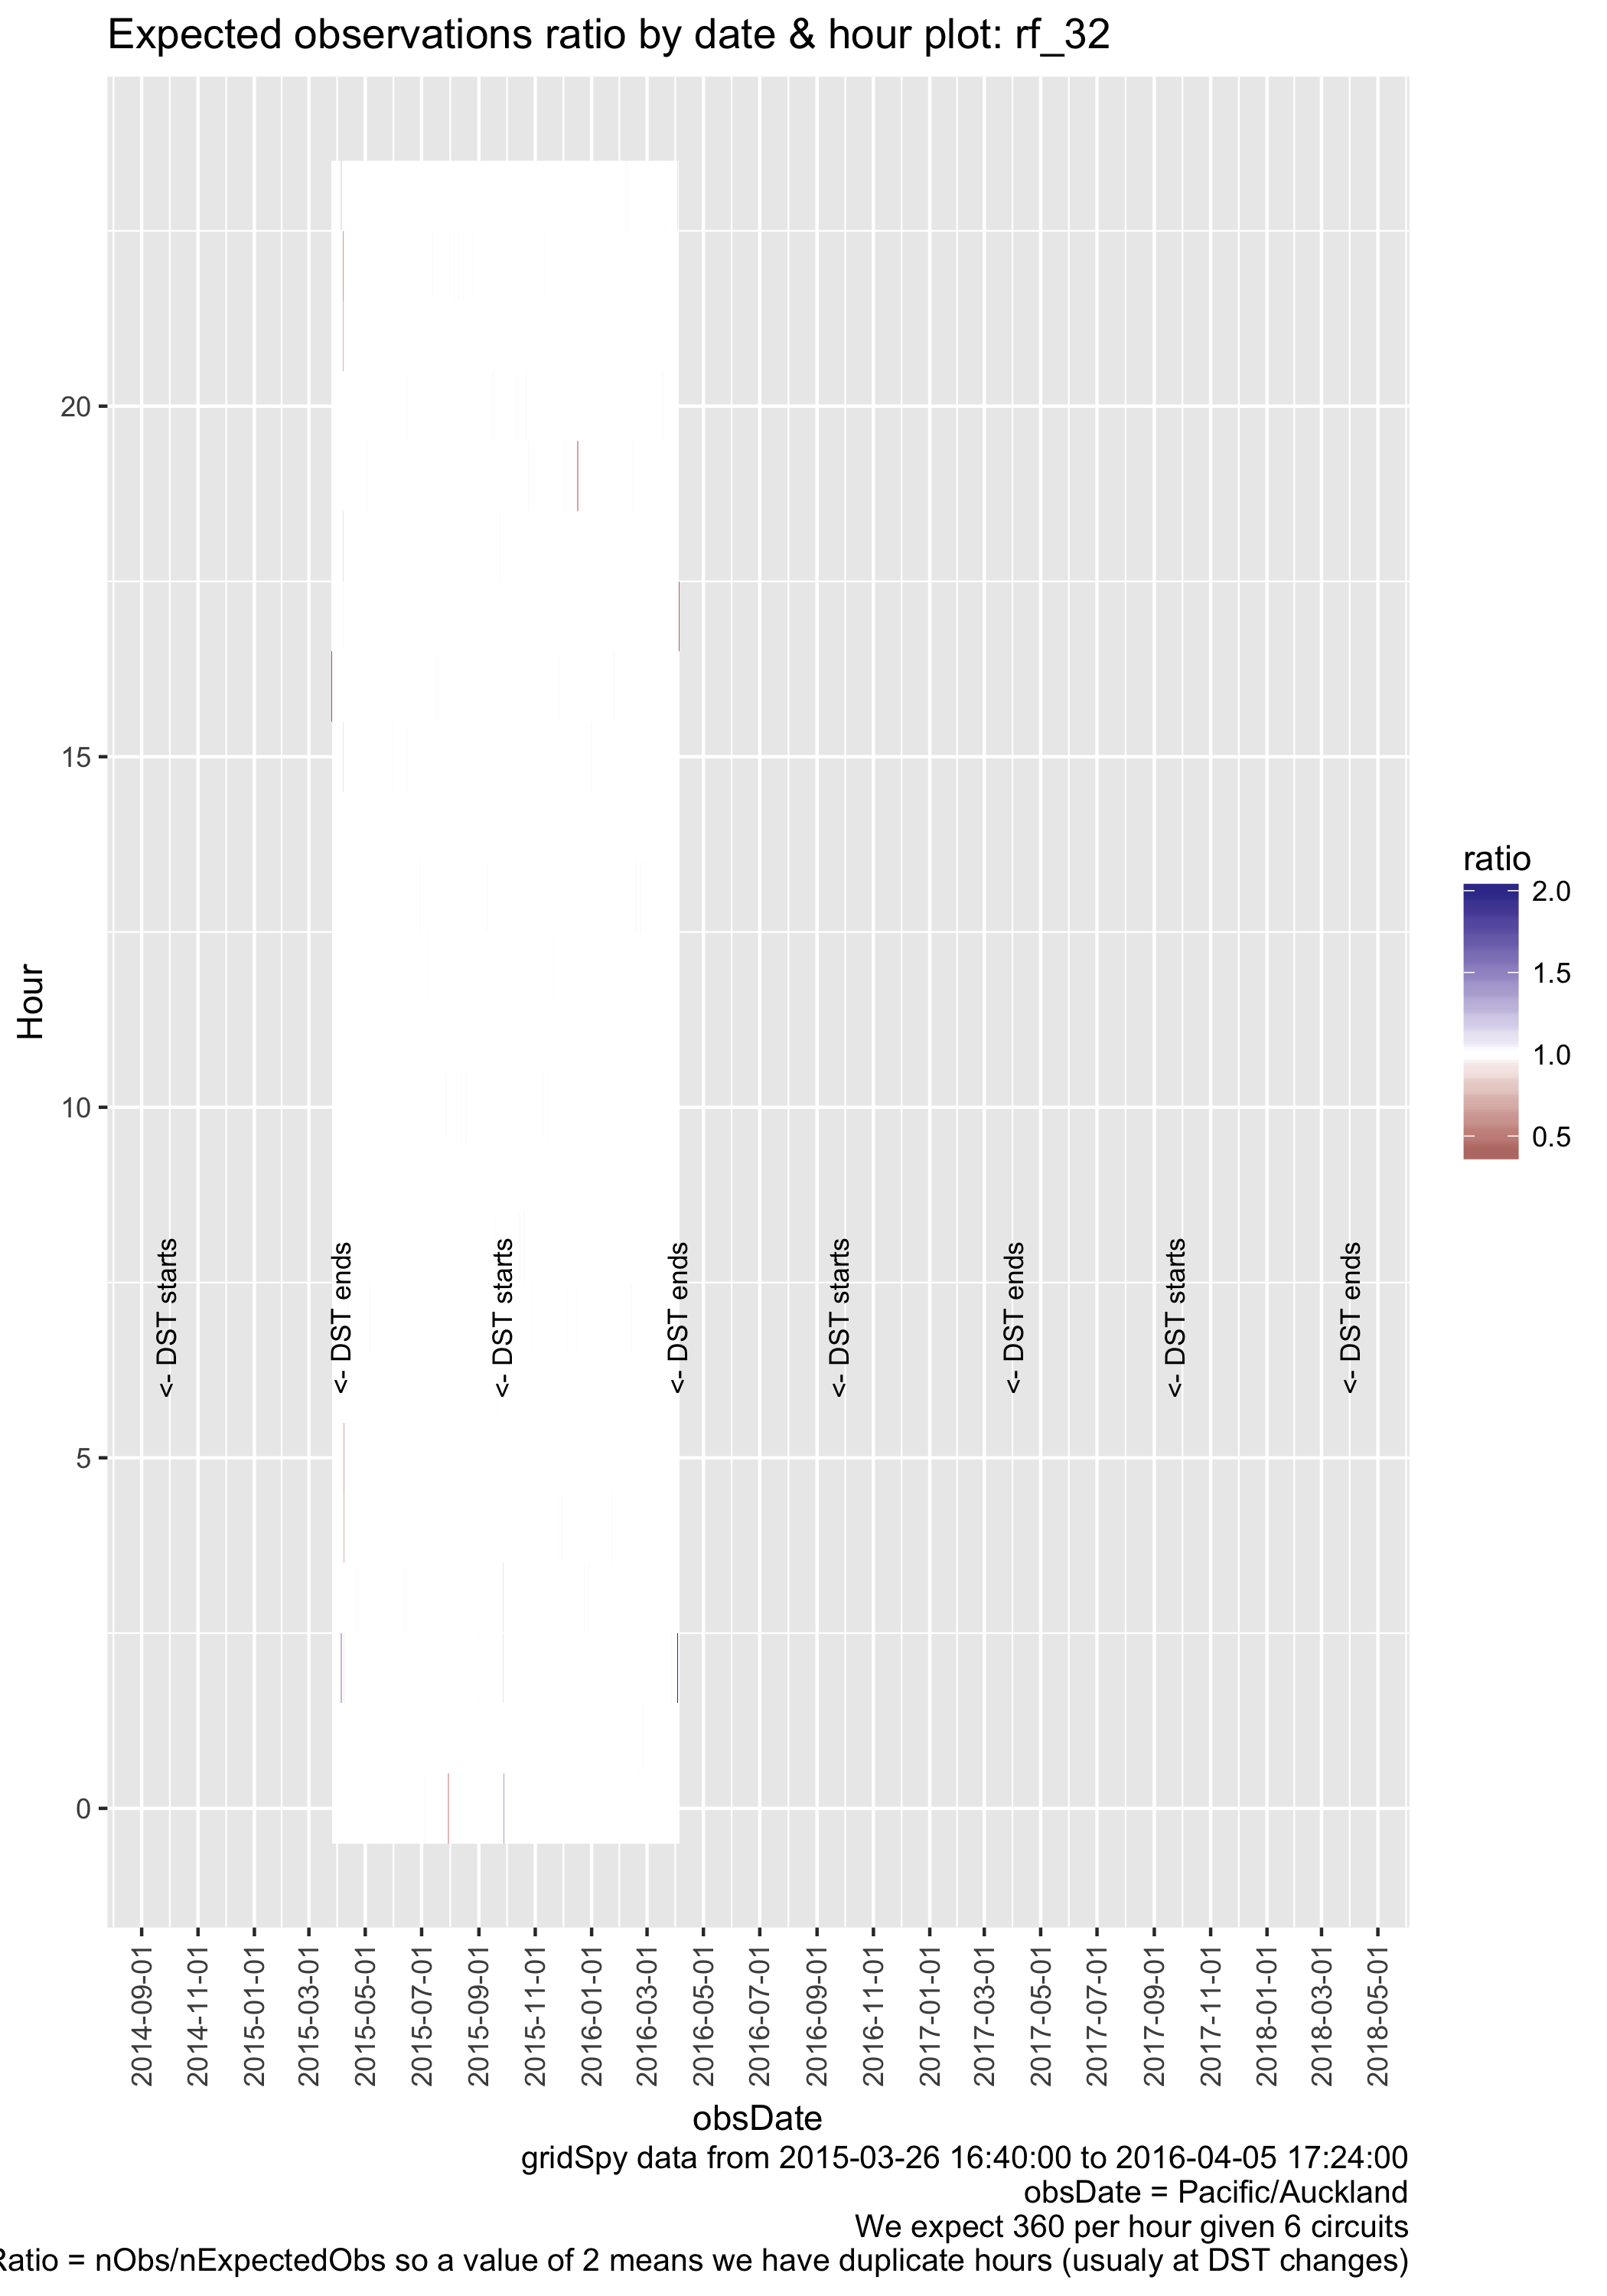 Expected observations ratio by date & hour plot: rf_32
20
15
10
5
0
Hour
<- DST starts
<- DST ends
<- DST starts
<- DST ends
<- DST starts
<- DST ends
<- DST starts
<- DST ends
ratio
2.0
1.5
1.0
0.5
2014-09-01
2014-11-01
2015-01-01
2015-03-01
2015-05-01
2015-07-01
2015-09-01
2015-11-01
2016-01-01
2016-03-01
2016-05-01
2016-07-01
2016-09-01
2016-11-01
2017-01-01
2017-03-01
2017-05-01
2017-07-01
2017-09-01
2017-11-01
2018-01-01
2018-03-01
2018-05-01
obsDate
gridSpy data from 2015-03-26 16:40:00 to 2016-04-05 17:24:00
obsDate = Pacific/Auckland
We expect 360 per hour given 6 circuits
Ratio = nObs/nExpectedObs so a value of 2 means we have duplicate hours (usualy at DST changes)